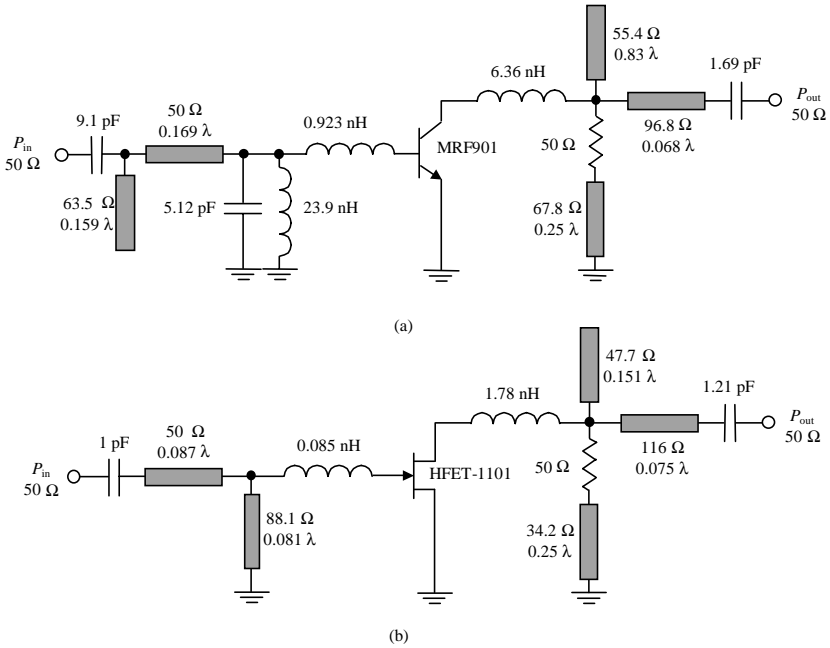 55.4 Ω
0.83 λ
6.36 nH
1.69 pF
P_out
50 Ω
96.8 Ω
0.068 λ
9.1 pF
50 Ω
0.169 λ
0.923 nH
P_in
50 Ω
MRF901
50 Ω
63.5 Ω
0.159 λ
5.12 pF
23.9 nH
67.8 Ω
0.25 λ
(a)
47.7 Ω
0.151 λ
1.78 nH
1.21 pF
P_out
50 Ω
116 Ω
0.075 λ
1 pF
50 Ω
0.087 λ
0.085 nH
P_in
50 Ω
HFET-1101
50 Ω
88.1 Ω
0.081 λ
34.2 Ω
0.25 λ
(b)